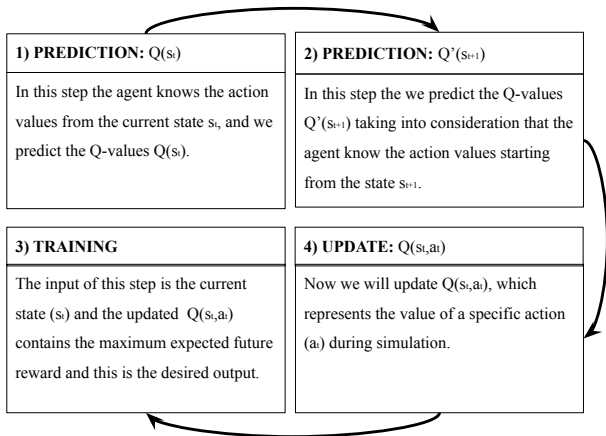 1) PREDICTION: Q(sₜ)
In this step the agent knows the action
values from the current state sₜ, and we
predict the Q-values Q(sₜ).
2) PREDICTION: Q’(sₜ₊₁)
In this step the we predict the Q-values
Q’(sₜ₊₁) taking into consideration that the
agent know the action values starting
from the state sₜ₊₁.
3) TRAINING
The input of this step is the current
state (sₜ) and the updated Q(sₜ,aₜ)
contains the maximum expected future
reward and this is the desired output.
4) UPDATE: Q(sₜ,aₜ)
Now we will update Q(sₜ,aₜ), which
represents the value of a specific action
(aₜ) during simulation.